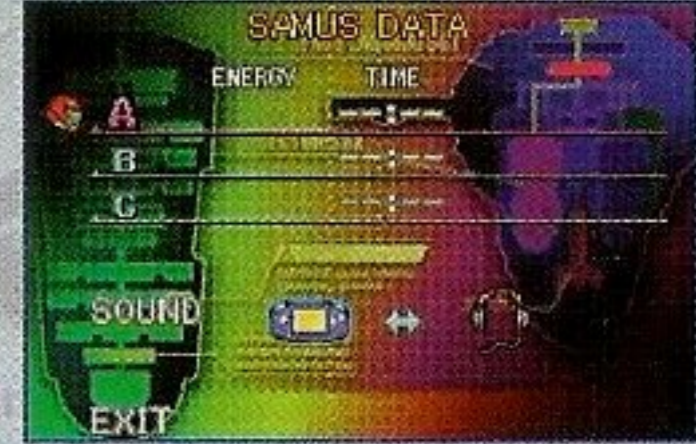 SAMUS DATA
ENERGY TIME
A --:--
B --:--
C --:--
SOUND
EXIT